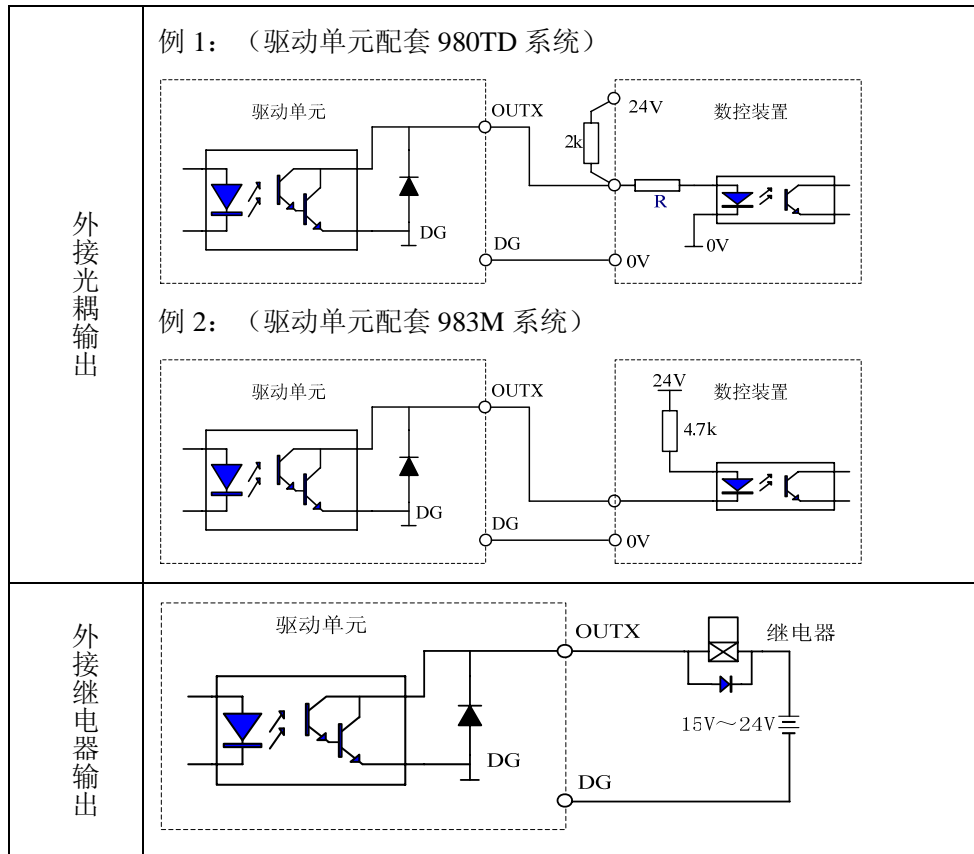 外接光耦输出
例 1：（驱动单元配套 980TD 系统）
驱动单元
OUTX
24V
数控装置
2k
R
DG
0V
DG
0V
例 2：（驱动单元配套 983M 系统）
驱动单元
OUTX
24V
数控装置
4.7k
DG
DG
0V
外接继电器输出
驱动单元
OUTX
继电器
15V～24V
DG
DG